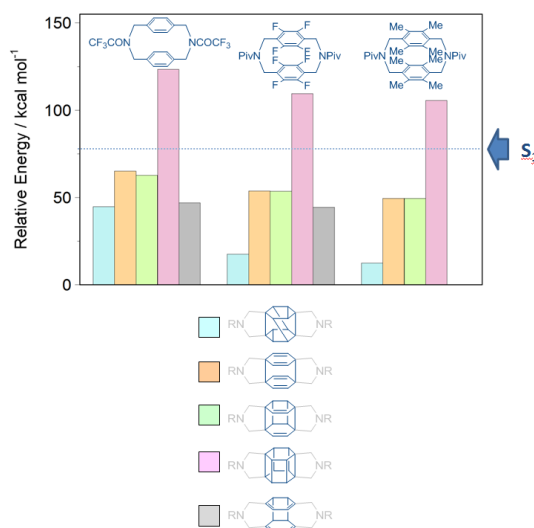 Relative Energy / kcal mol⁻¹
150
100
50
0
CF₃CON
NCOCF₃
F F
F F
PivN
NPiv
F F
F F
Me Me
Me Me
PivN
NPiv
Me Me
Me Me
S
RN NR
RN NR
RN NR
RN NR
RN NR